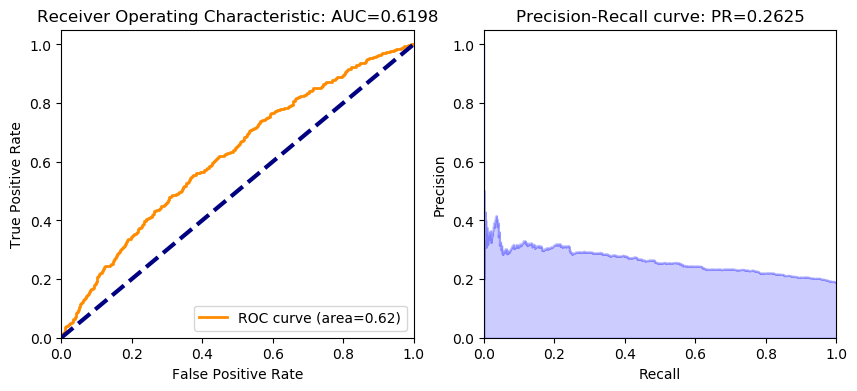 Receiver Operating Characteristic: AUC=0.6198
True Positive Rate
1.0
0.8
0.6
0.4
0.2
0.0
ROC curve (area=0.62)
0.0 0.2 0.4 0.6 0.8 1.0
False Positive Rate
Precision-Recall curve: PR=0.2625
Precision
1.0
0.8
0.6
0.4
0.2
0.0
0.0 0.2 0.4 0.6 0.8 1.0
Recall